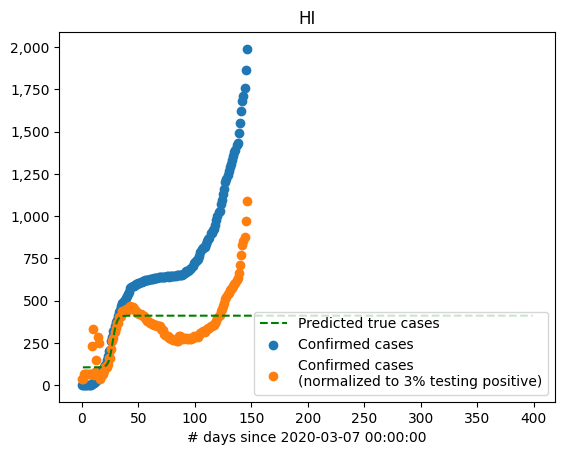 HI
2,000
1,750
1,500
1,250
1,000
750
500
250
0
Predicted true cases
Confirmed cases
Confirmed cases
(normalized to 3% testing positive)
0 50 100 150 200 250 300 350 400
# days since 2020-03-07 00:00:00